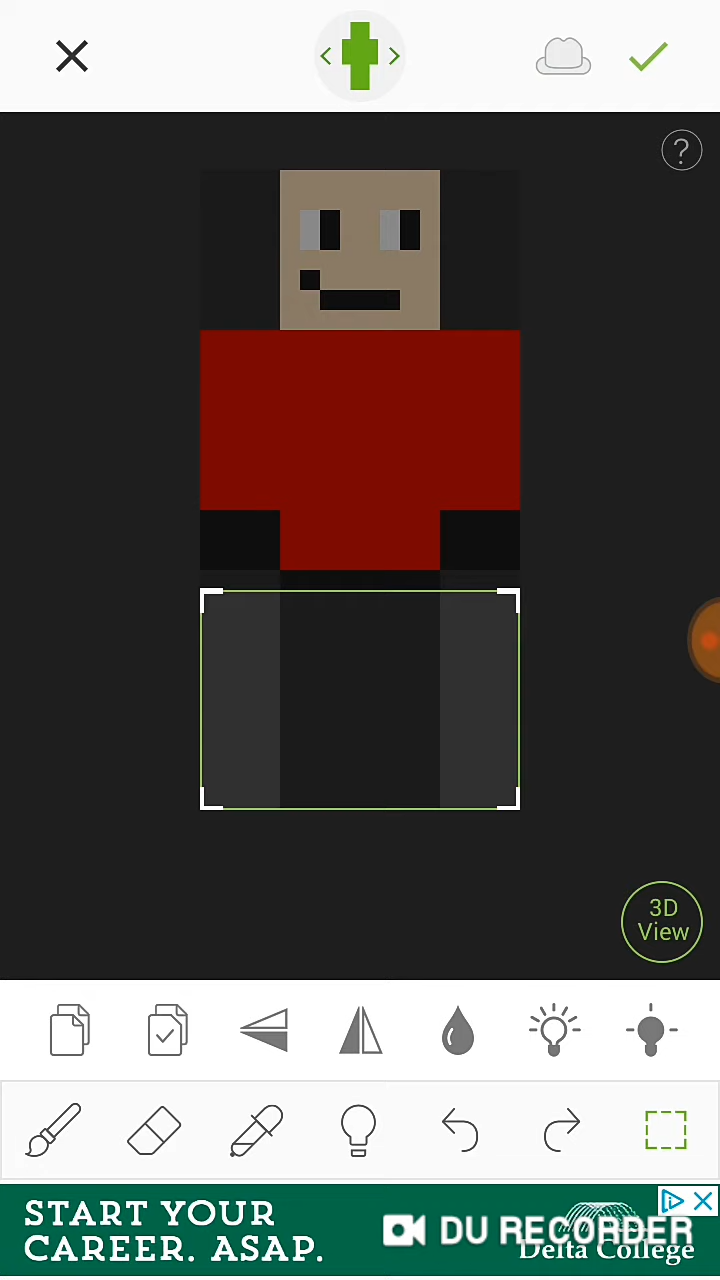 ?
3D
View
START YOUR
CAREER. ASAP.
DU RECORDER
Delta College